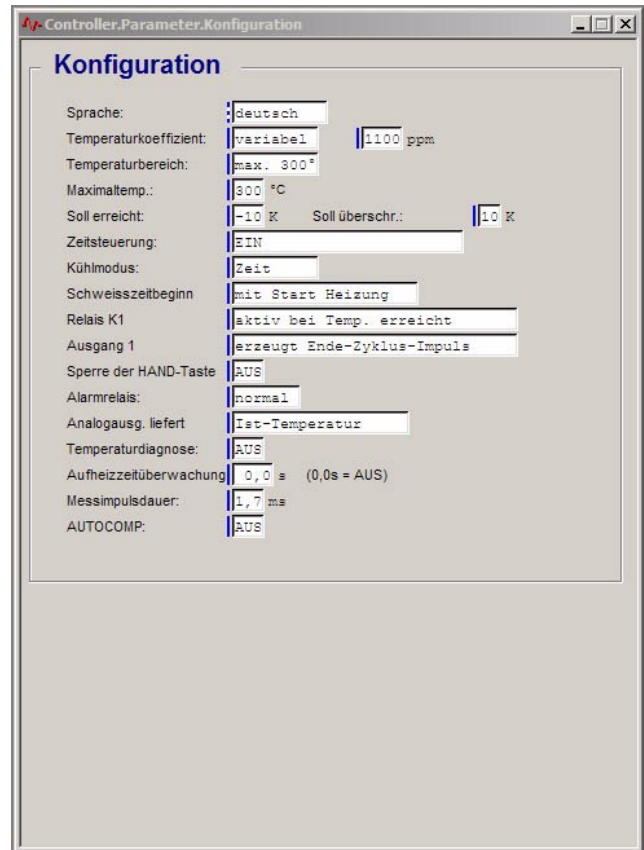 Controller.Parameter.Konfiguration
Konfiguration
Sprache: deutsch
Temperaturkoeffizient: variabel 1100 ppm
Temperaturbereich: max. 300°
Maximaltemp.: 300 °C
Soll erreicht: -10 K Soll überschr.: 10 K
Zeitsteuerung: EIN
Kühlmodus: Zeit
Schweisszeitbeginn mit Start Heizung
Relais K1 aktiv bei Temp. erreicht
Ausgang 1 erzeugt Ende-Zyklus-Impuls
Sperre der HAND-Taste AUS
Alarmrelais: normal
Analogausg. liefert Ist-Temperatur
Temperaturdiagnose: AUS
Aufheizzeitüberwachung 0,0 s (0,0s = AUS)
Messimpulsdauer: 1,7 ms
AUTOCOMP: AUS